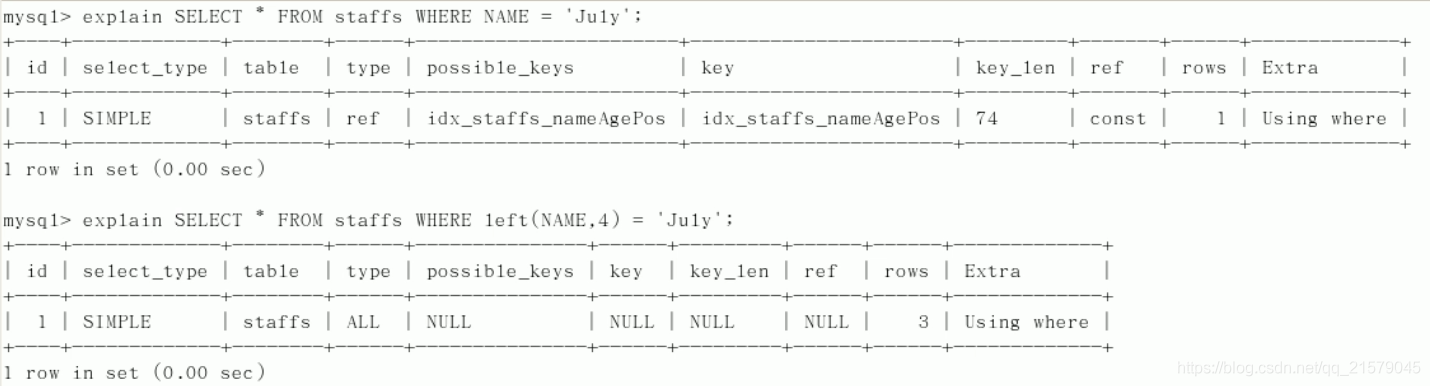 mysql> explain SELECT * FROM staffs WHERE NAME = 'July';
+----+-------------+--------+------+-----------------------+-----------------------+---------+-------+------+-------------+
| id | select_type | table | type | possible_keys | key | key_len | ref | rows | Extra |
+----+-------------+--------+------+-----------------------+-----------------------+---------+-------+------+-------------+
| 1 | SIMPLE | staffs | ref | idx_staffs_nameAgePos | idx_staffs_nameAgePos | 74 | const | 1 | Using where |
+----+-------------+--------+------+-----------------------+-----------------------+---------+-------+------+-------------+
1 row in set (0.00 sec)
mysql> explain SELECT * FROM staffs WHERE left(NAME,4) = 'July';
+----+-------------+--------+------+---------------+------+---------+------+------+-------------+
| id | select_type | table | type | possible_keys | key | key_len | ref | rows | Extra |
+----+-------------+--------+------+---------------+------+---------+------+------+-------------+
| 1 | SIMPLE | staffs | ALL | NULL | NULL | NULL | NULL | 3 | Using where |
+----+-------------+--------+------+---------------+------+---------+------+------+-------------+
1 row in set (0.00 sec)
https://blog.csdn.net/qq_21579045